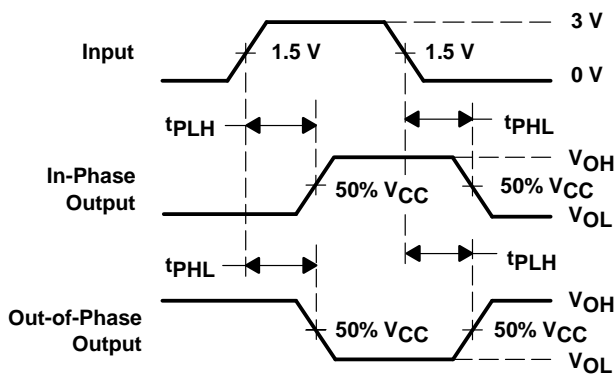 3 V
Input
1.5 V
1.5 V
0 V
tPLH
tPHL
VOH
In-Phase
Output
50% VCC
50% VCC
VOL
tPHL
tPLH
VOH
Out-of-Phase
Output
50% VCC
50% VCC
VOL